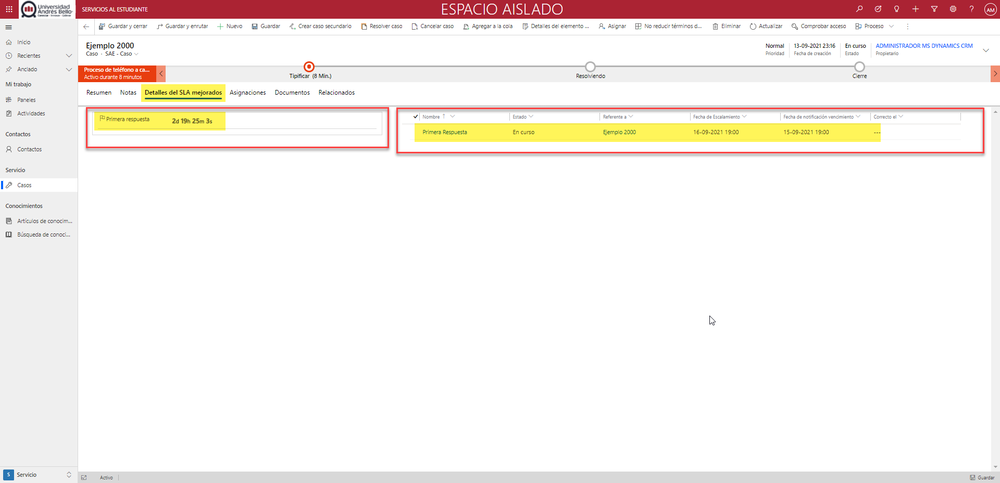 Universidad
Andrés Bello
Conectar - Innovar - Liderar
SERVICIOS AL ESTUDIANTE
ESPACIO AISLADO
AM
Guardar y cerrar
Guardar y enrutar
Nuevo
Guardar
Crear caso secundario
Resolver caso
Cancelar caso
Agregar a la cola
Detalles del elemento ...
Asignar
No reducir términos d...
Eliminar
Actualizar
Comprobar acceso
Proceso
Inicio
Recientes
Anclado
Mi trabajo
Paneles
Actividades
Contactos
Contactos
Servicio
Casos
Conocimientos
Artículos de conocim...
Búsqueda de conoci...
S Servicio
Ejemplo 2000
Caso · SAE - Caso
Normal
Prioridad
13-09-2021 23:16
Fecha de creación
En curso
Estado
ADMINISTRADOR MS DYNAMICS CRM
Propietario
Proceso de teléfono a ca...
Activo durante 8 minutos
Tipificar (8 Min.)
Resolviendo
Cierre
Resumen
Notas
Detalles del SLA mejorados
Asignaciones
Documentos
Relacionados
Primera respuesta 2d 19h 25m 3s
Nombre Estado Referente a Fecha de Escalamiento Fecha de notificación vencimiento Correcto el
Primera Respuesta En curso Ejemplo 2000 16-09-2021 19:00 15-09-2021 19:00 ---
Activo
Guardar